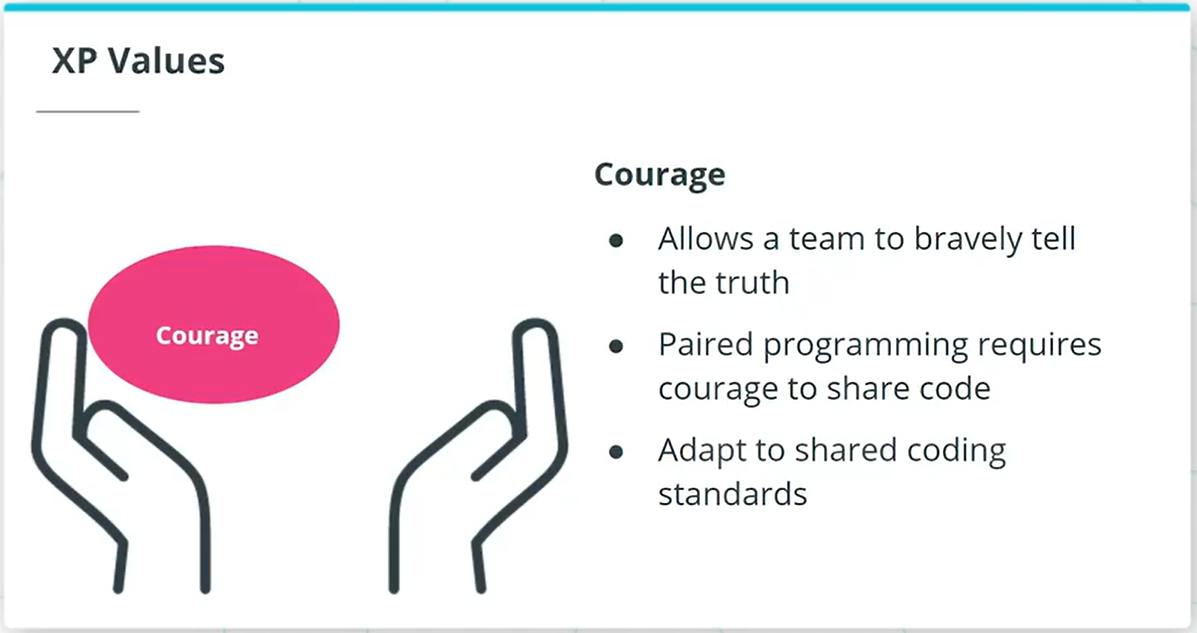 XP Values
Courage
Courage
● Allows a team to bravely tell
the truth
● Paired programming requires
courage to share code
● Adapt to shared coding
standards